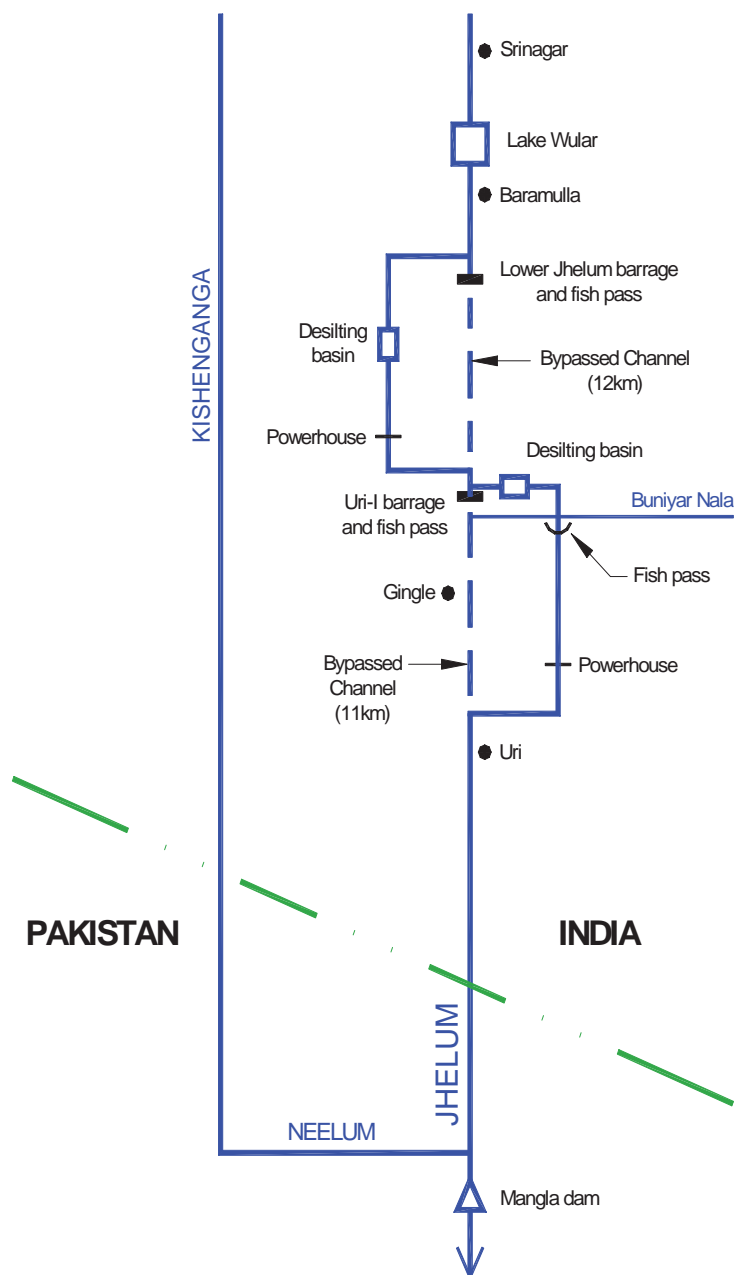 Srinagar
Lake Wular
Baramulla
Lower Jhelum barrage
and fish pass
KISHENGANGA
Desilting
basin
Bypassed Channel
(12km)
Powerhouse
Desilting basin
Uri-I barrage
and fish pass
Buniyar Nala
Fish pass
Gingle
Bypassed
Channel
(11km)
Powerhouse
Uri
PAKISTAN
INDIA
JHELUM
NEELUM
Mangla dam